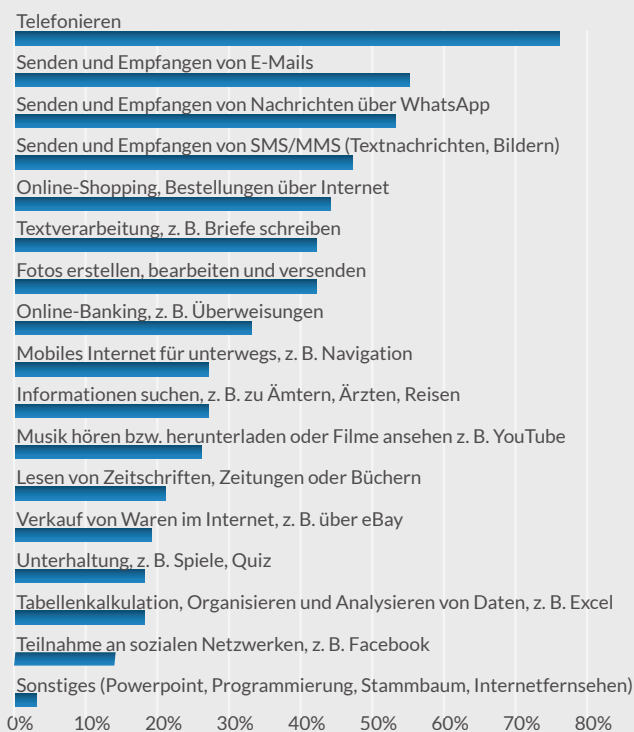 Telefonieren
Senden und Empfangen von E-Mails
Senden und Empfangen von Nachrichten über WhatsApp
Senden und Empfangen von SMS/MMS (Textnachrichten, Bildern)
Online-Shopping, Bestellungen über Internet
Textverarbeitung, z. B. Briefe schreiben
Fotos erstellen, bearbeiten und versenden
Online-Banking, z. B. Überweisungen
Mobiles Internet für unterwegs, z. B. Navigation
Informationen suchen, z. B. zu Ämtern, Ärzten, Reisen
Musik hören bzw. herunterladen oder Filme ansehen z. B. YouTube
Lesen von Zeitschriften, Zeitungen oder Büchern
Verkauf von Waren im Internet, z. B. über eBay
Unterhaltung, z. B. Spiele, Quiz
Tabellenkalkulation, Organisieren und Analysieren von Daten, z. B. Excel
Teilnahme an sozialen Netzwerken, z. B. Facebook
Sonstiges (Powerpoint, Programmierung, Stammbaum, Internetfernsehen)
0% 10% 20% 30% 40% 50% 60% 70% 80%